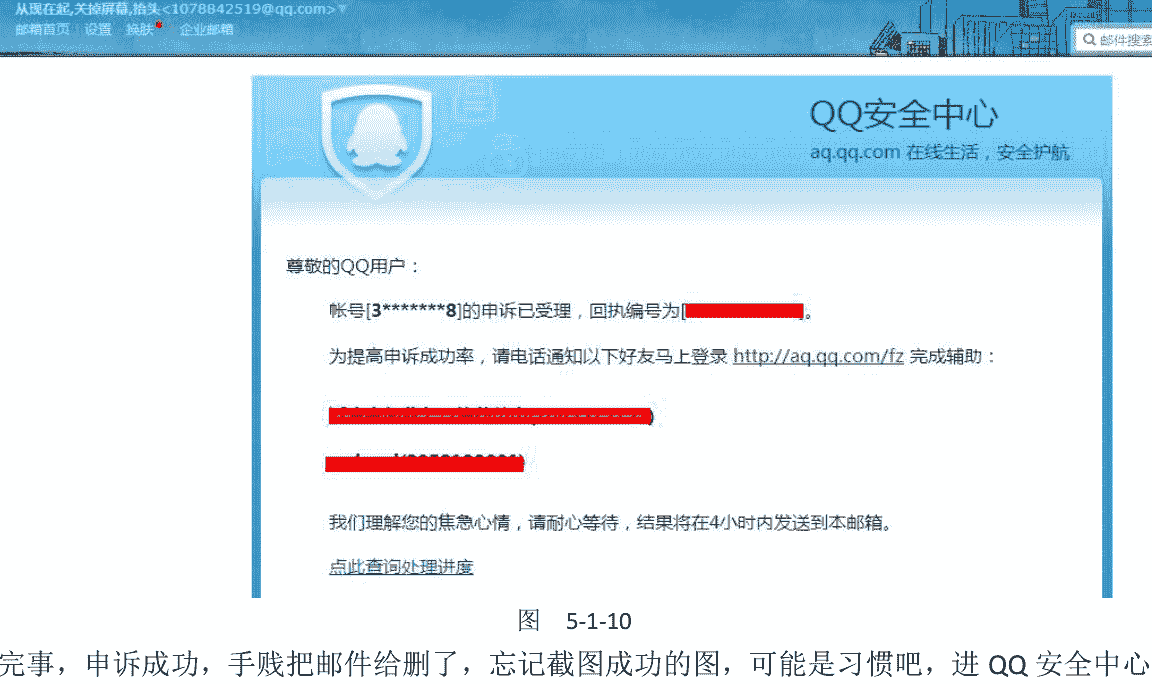 从现在起,关掉屏幕,抬头<1078842519@qq.com>
邮箱首页 设置 换肤 企业邮箱
邮件搜索
QQ安全中心
aq.qq.com 在线生活，安全护航
尊敬的QQ用户：
帐号[3*******8]的申诉已受理，回执编号为[ ]。
为提高申诉成功率，请电话通知以下好友马上登录 http://aq.qq.com/fz 完成辅助：
我们理解您的焦急心情，请耐心等待，结果将在4小时内发送到本邮箱。
点此查询处理进度
图 5-1-10
完事，申诉成功，手贱把邮件给删了，忘记截图成功的图，可能是习惯吧，进 QQ 安全中心